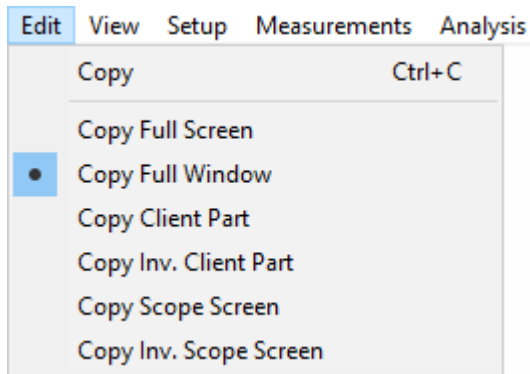 Edit View Setup Measurements Analysis
Copy Ctrl+C
Copy Full Screen
Copy Full Window
Copy Client Part
Copy Inv. Client Part
Copy Scope Screen
Copy Inv. Scope Screen